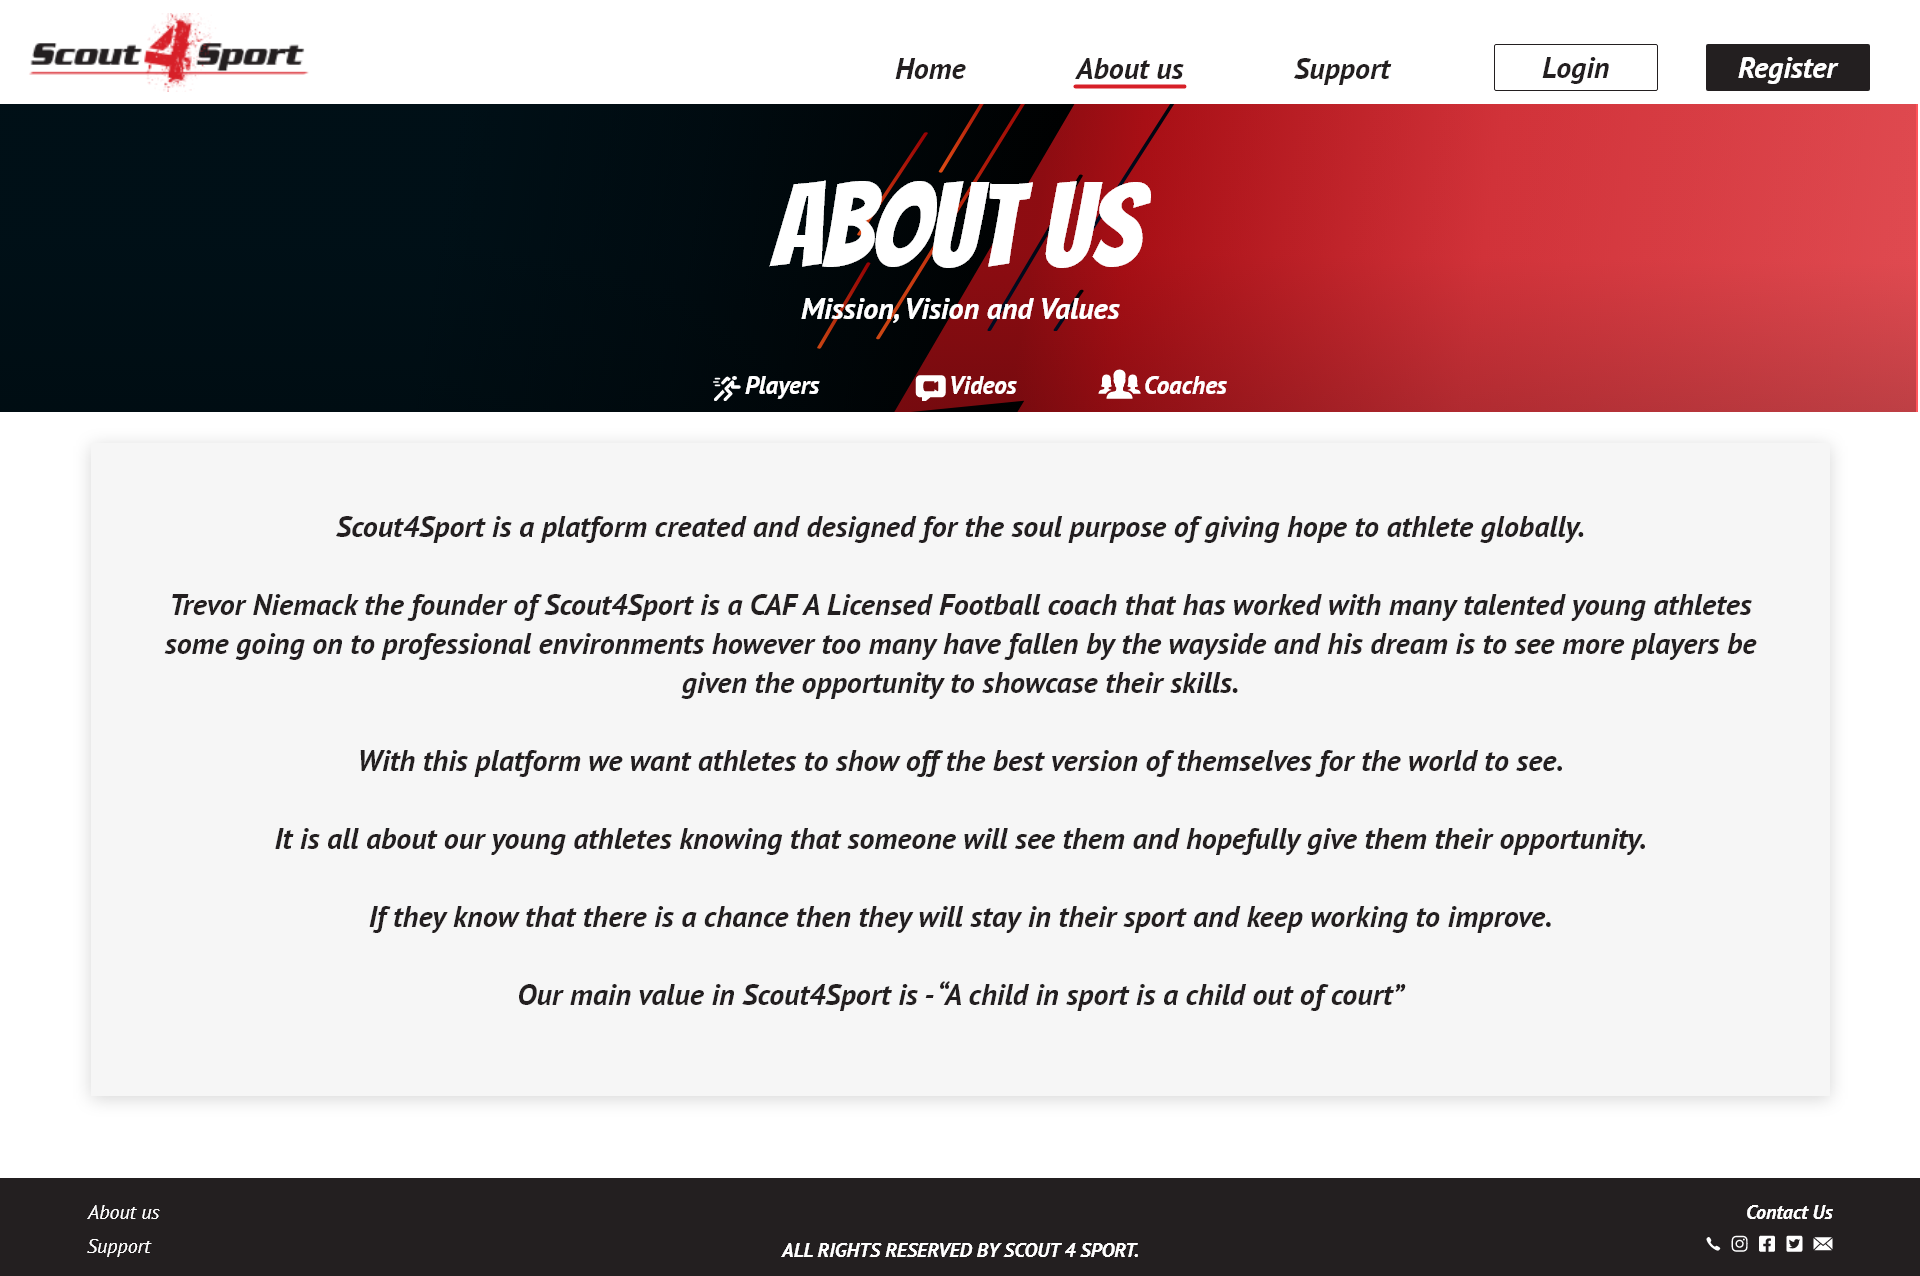 Scout4Sport
Home
About us
Support
Login
Register
ABOUT US
Mission, Vision and Values
Players
Videos
Coaches
Scout4Sport is a platform created and designed for the soul purpose of giving hope to athlete globally.
Trevor Niemack the founder of Scout4Sport is a CAF A Licensed Football coach that has worked with many talented young athletes
some going on to professional environments however too many have fallen by the wayside and his dream is to see more players be
given the opportunity to showcase their skills.
With this platform we want athletes to show off the best version of themselves for the world to see.
It is all about our young athletes knowing that someone will see them and hopefully give them their opportunity.
If they know that there is a chance then they will stay in their sport and keep working to improve.
Our main value in Scout4Sport is - “A child in sport is a child out of court”
About us
Support
ALL RIGHTS RESERVED BY SCOUT 4 SPORT.
Contact Us